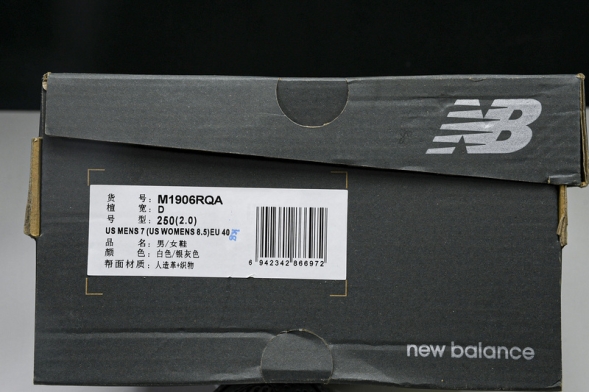 NB
货 号: M1906RQA
楦 宽: D
号 型: 250(2.0)
US MENS 7 (US WOMENS 8.5)EU 40
品 名: 男/女鞋
颜 色: 白色/银灰色
帮面材质: 人造革+织物
6 942342 866972
new balance